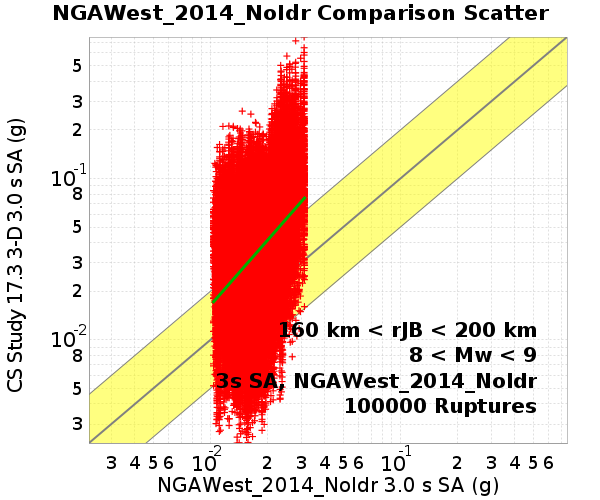 NGAWest_2014_NoIdr Comparison Scatter
CS Study 17.3 3-D 3.0 s SA (g)
5
3
2
10-1
8
5
3
2
10-2
8
5
3
160 km < rJB < 200 km
8 < Mw < 9
3s SA, NGAWest_2014_NoIdr
100000 Ruptures
3 4 5 6 10-2 2 3 4 5 6 10-1 2 3 4 5 6
NGAWest_2014_NoIdr 3.0 s SA (g)